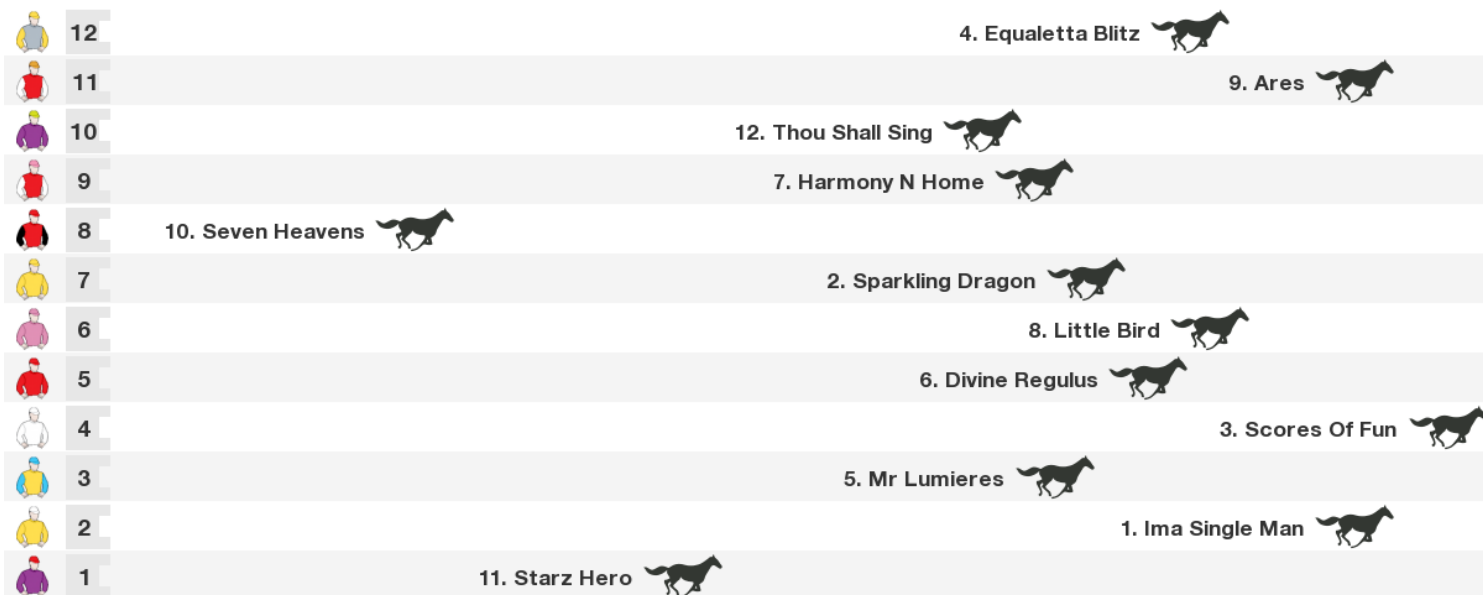 12 4. Equaletta Blitz
11 9. Ares
10 12. Thou Shall Sing
9 7. Harmony N Home
8 10. Seven Heavens
7 2. Sparkling Dragon
6 8. Little Bird
5 6. Divine Regulus
4 3. Scores Of Fun
3 5. Mr Lumieres
2 1. Ima Single Man
1 11. Starz Hero